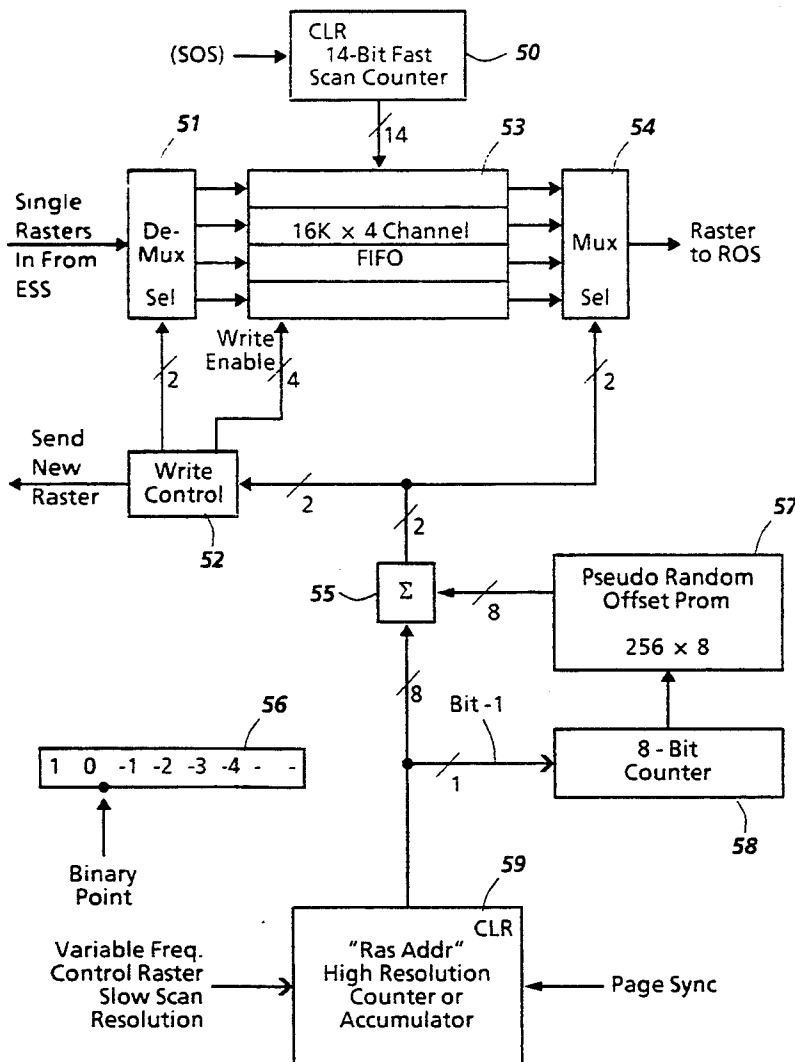 CLR
14-Bit Fast
Scan Counter
(SOS)
50
14
51
53
54
Single
Rasters
In From
ESS
De-
Mux
Sel
16K × 4 Channel
FIFO
Mux
Sel
Raster
to ROS
Write
Enable
2
4
2
Send
New
Raster
Write
Control
52
2
2
57
55
Σ
8
Pseudo Random
Offset Prom
256 × 8
8
Bit -1
1
56
1 0 -1 -2 -3 -4 - -
8 - Bit
Counter
58
Binary
Point
59
CLR
Variable Freq.
Control Raster
Slow Scan
Resolution
"Ras Addr"
High Resolution
Counter or
Accumulator
Page Sync